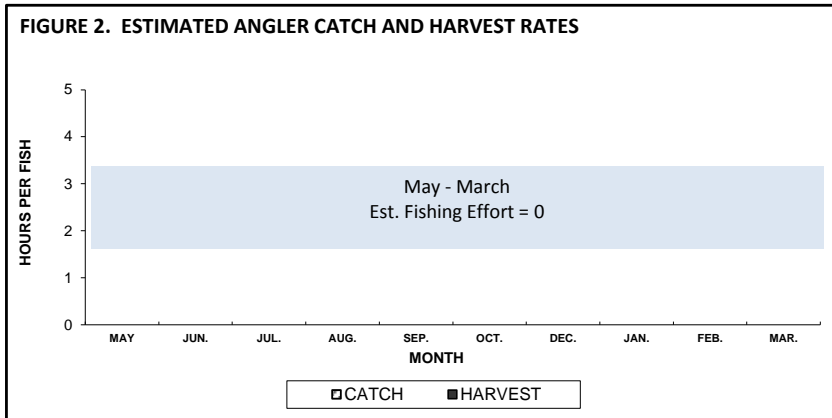 FIGURE 2. ESTIMATED ANGLER CATCH AND HARVEST RATES
HOURS PER FISH
5
4
3
2
1
0
May - March
Est. Fishing Effort = 0
MAY JUN. JUL. AUG. SEP. OCT. DEC. JAN. FEB. MAR.
MONTH
CATCH HARVEST